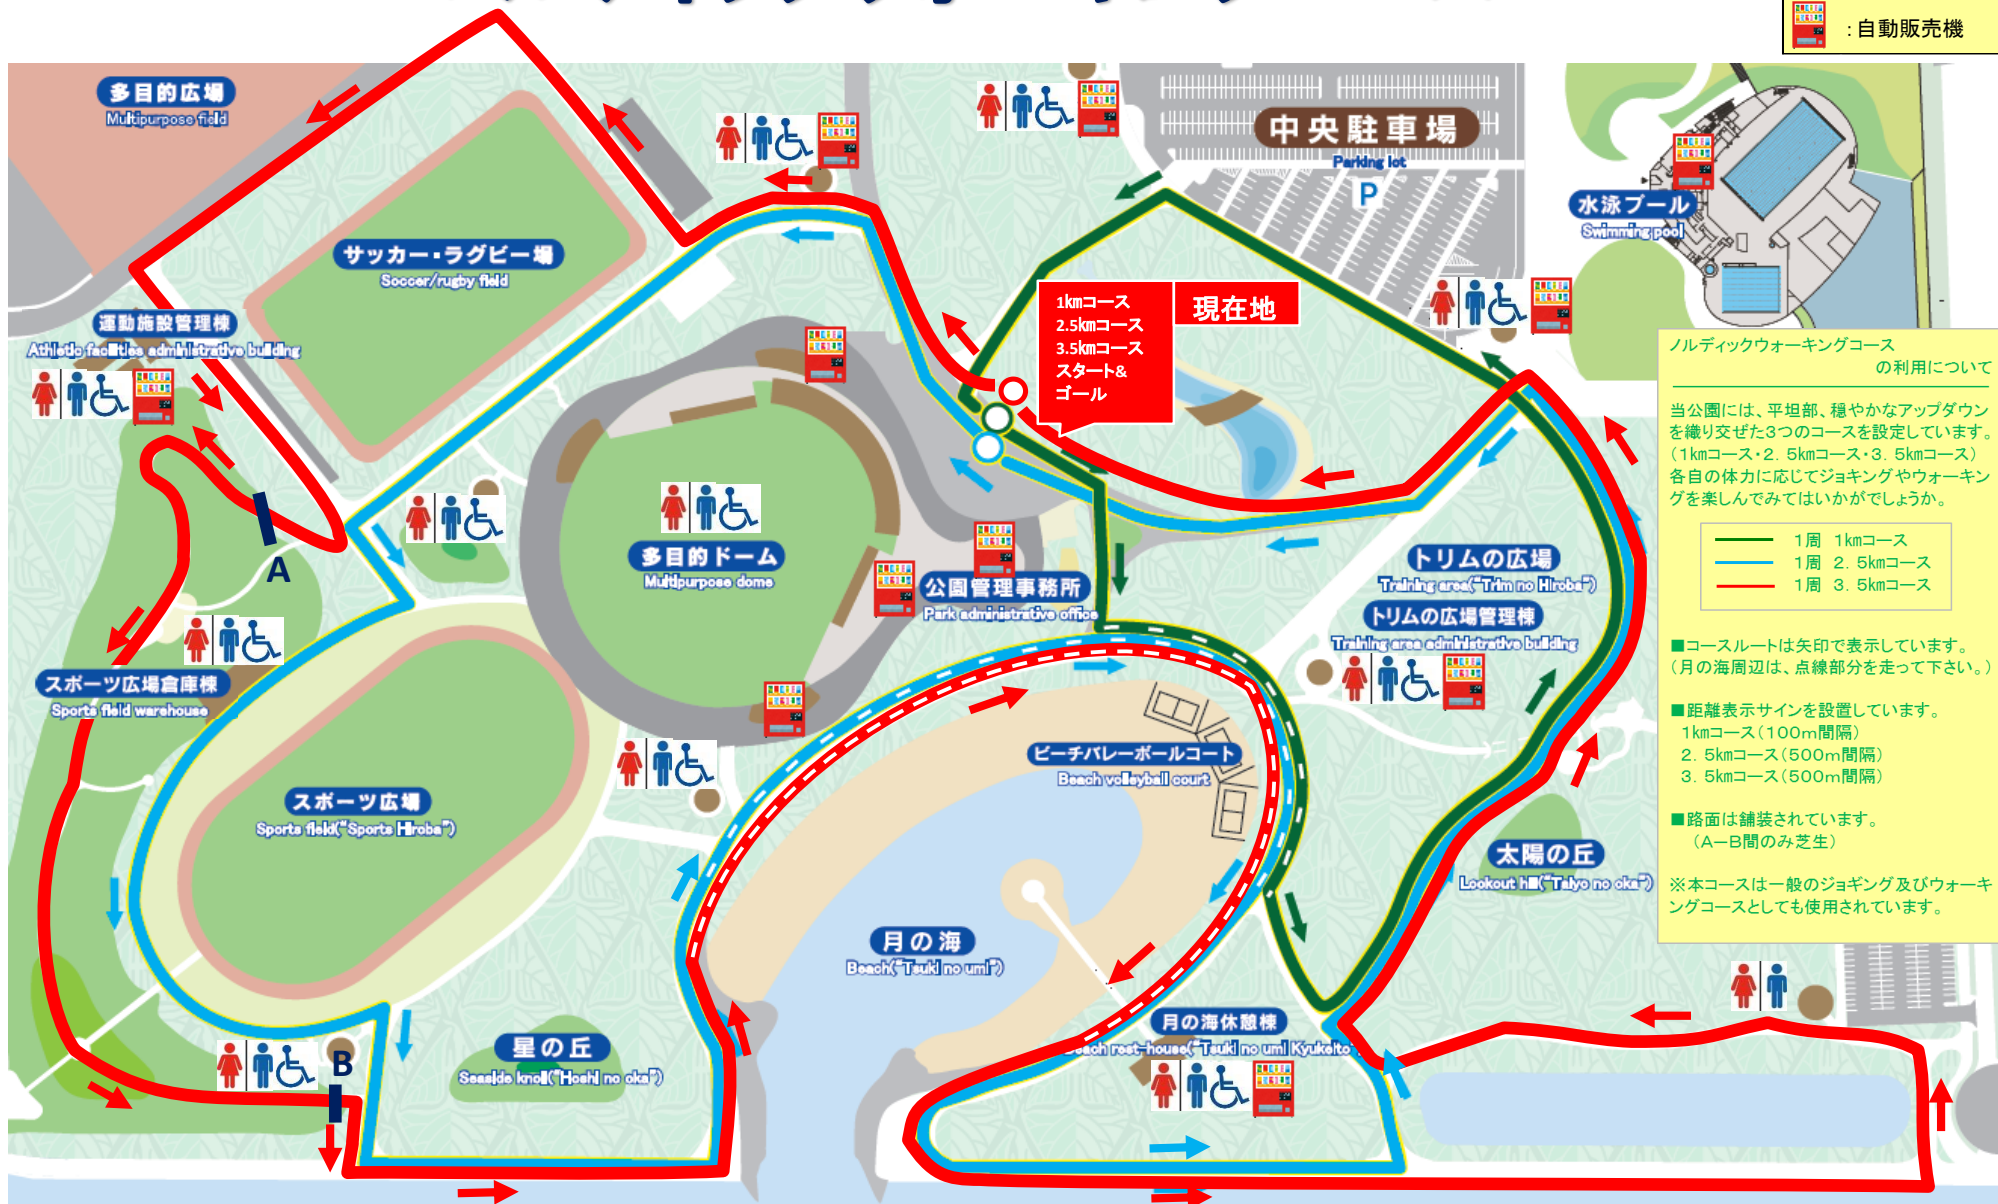 ：自動販売機
多目的広場
Multipurpose field
中央駐車場
Parking lot
P
水泳プール
Swimming pool
サッカー・ラグビー場
Soccer/rugby field
運動施設管理棟
Athletic facilities administrative building
1kmコース
2.5kmコース
3.5kmコース
スタート&
ゴール
現在地
ノルディックウォーキングコース
の利用について
当公園には、平坦部、穏やかなアップダウン
を織り交ぜた3つのコースを設定しています。
（1kmコース・2．5kmコース・3．5kmコース）
各自の体力に応じてジョキングやウォーキン
グを楽しんでみてはいかがでしょうか。
1周 1kmコース
1周 2．5kmコース
1周 3．5kmコース
■コースルートは矢印で表示しています。
（月の海周辺は、点線部分を走って下さい。）
■距離表示サインを設置しています。
1kmコース（100m間隔）
2．5kmコース（500m間隔）
3．5kmコース（500m間隔）
■路面は舗装されています。
（A－B間のみ芝生）
※本コースは一般のジョギング及びウォーキ
ングコースとしても使用されています。
A
多目的ドーム
Multipurpose dome
公園管理事務所
Park administrative office
トリムの広場
Training area("Trim no Hiroba")
トリムの広場管理棟
Training area administrative building
スポーツ広場倉庫棟
Sports field warehouse
ビーチバレーボールコート
Beach volleyball court
スポーツ広場
Sports field("Sports Hiroba")
太陽の丘
Lookout hill("Taiyo no oka")
月の海
Beach("Tsuki no umi")
月の海休憩棟
Beach rest-house("Tsuki no umi Kyukeito")
星の丘
Seaside knoll("Hoshi no oka")
B